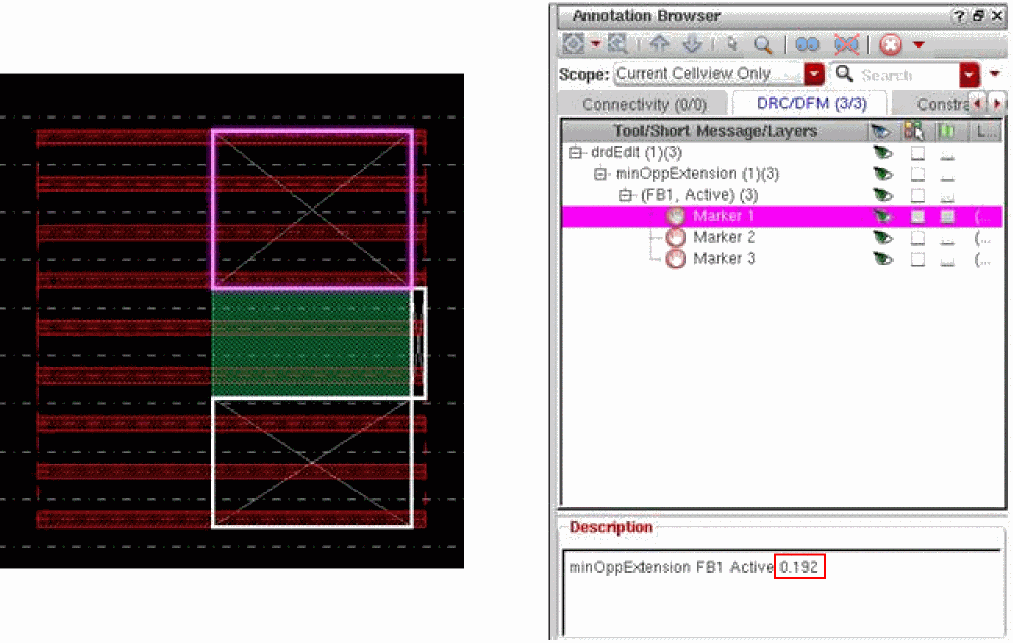 Annotation Browser
Scope: Current Cellview Only Search
Connectivity (0/0) DRC/DFM (3/3) Constra
Tool/Short Message/Layers L...
drdEdit (1)(3)
minOppExtension (1)(3)
(FB1, Active) (3)
Marker 1 (...
Marker 2 (...
Marker 3 (...
Description
minOppExtension FB1 Active 0.192